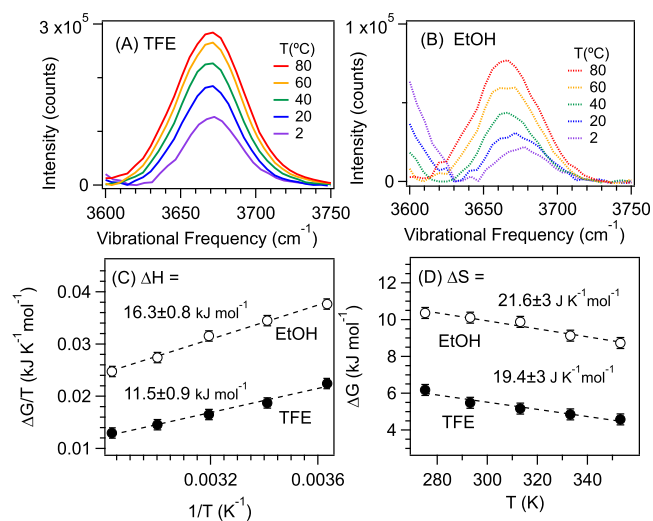 3 x10⁵
(A) TFE
T(ºC)
80
60
40
20
2
0
Intensity (counts)
3600
3650
3700
3750
Vibrational Frequency (cm⁻¹)
1 x10⁵
(B) EtOH
T(ºC)
80
60
40
20
2
0
Intensity (counts)
3600
3650
3700
3750
Vibrational Frequency (cm⁻¹)
(C) ΔH =
16.3±0.8 kJ mol⁻¹
EtOH
11.5±0.9 kJ mol⁻¹
TFE
0.04
0.03
0.02
0.01
ΔG/T (kJ K⁻¹mol⁻¹)
0.0032
0.0036
1/T (K⁻¹)
(D) ΔS =
21.6±3 J K⁻¹mol⁻¹
EtOH
19.4±3 J K⁻¹mol⁻¹
TFE
12
10
8
6
4
ΔG (kJ mol⁻¹)
280
300
320
340
T (K)